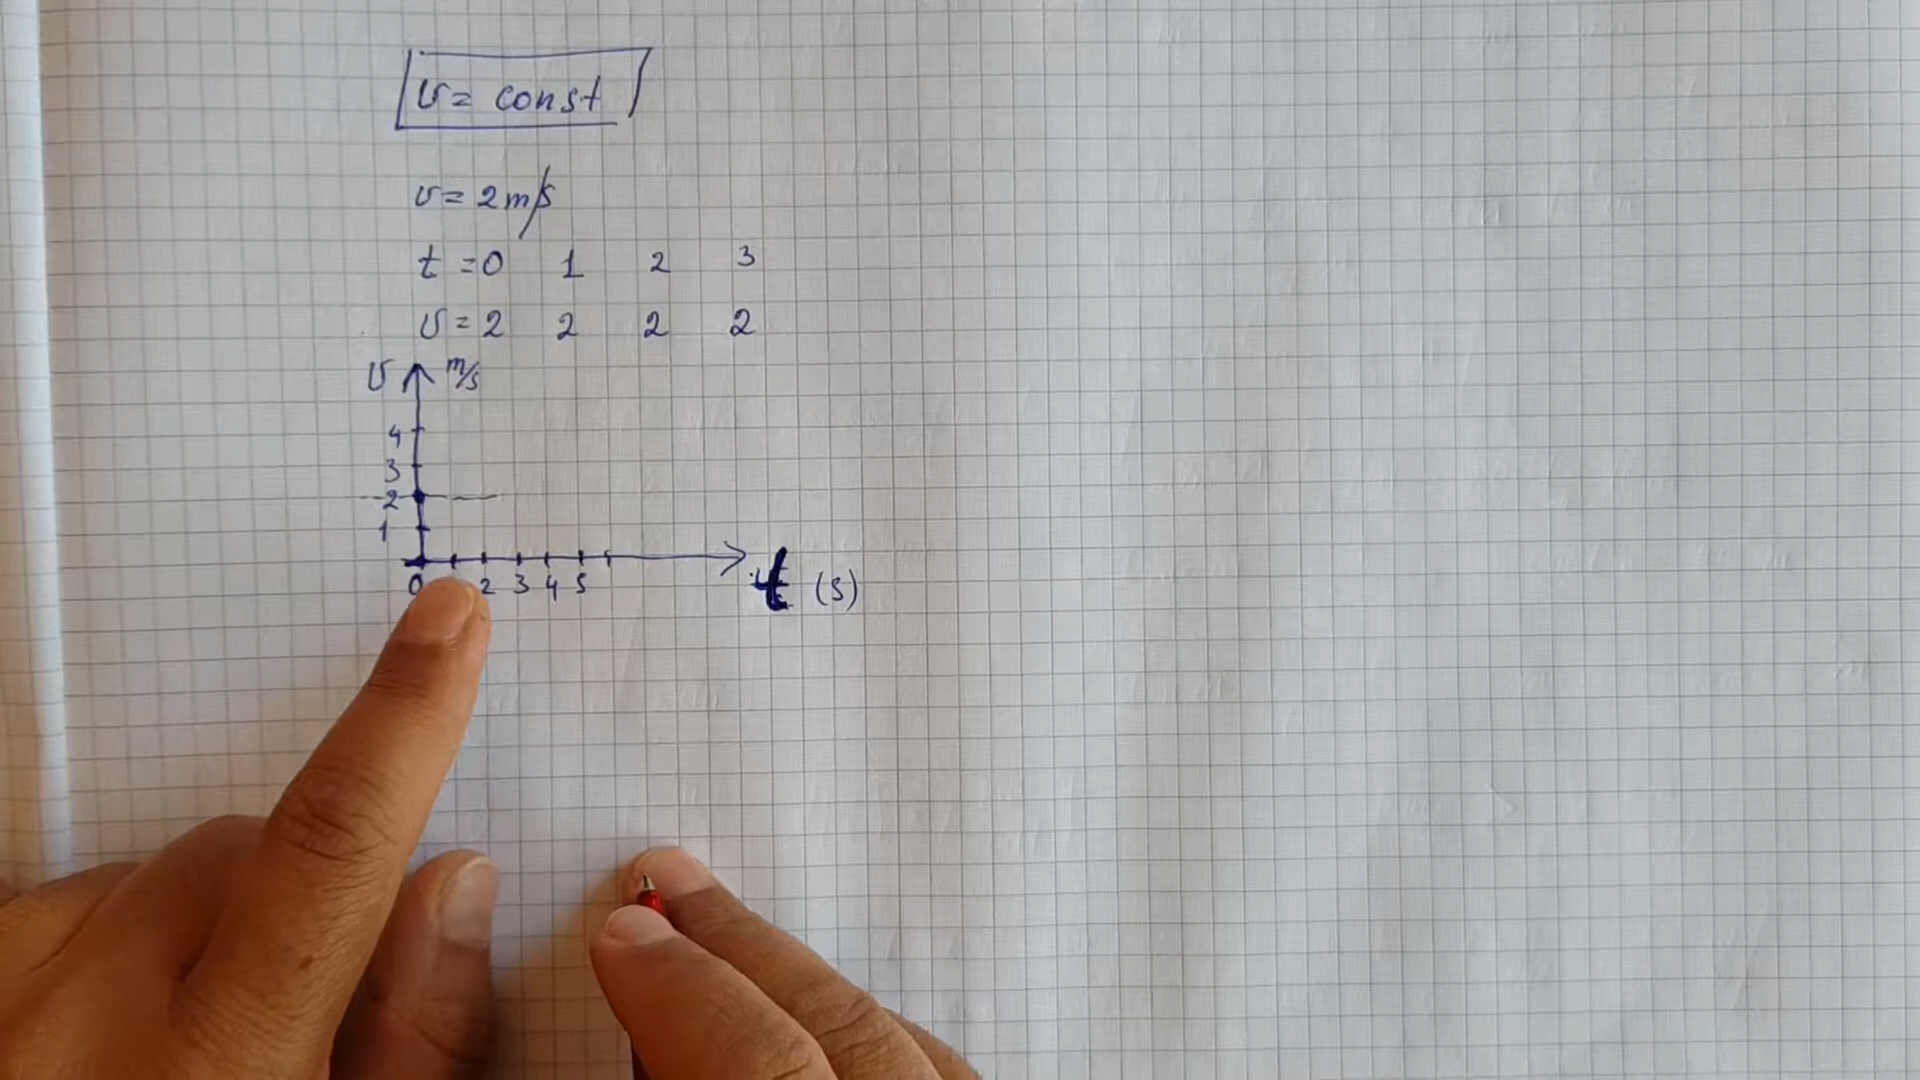 v = const
v = 2 m/s
t = 0 1 2 3
v = 2 2 2 2
v m/s
4
3
2
1
0 2 3 4 5 t (s)